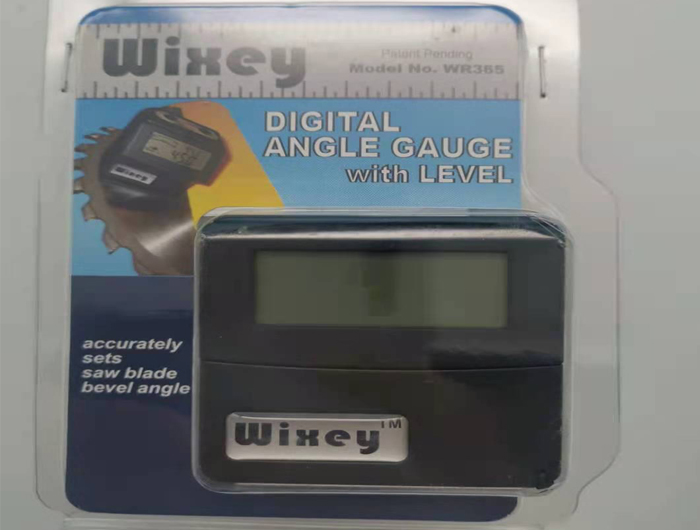 Wixey
Patent Pending
Model No. WR365
DIGITAL
ANGLE GAUGE
with LEVEL
Wixey
accurately
sets
saw blade
bevel angle
Wixey TM